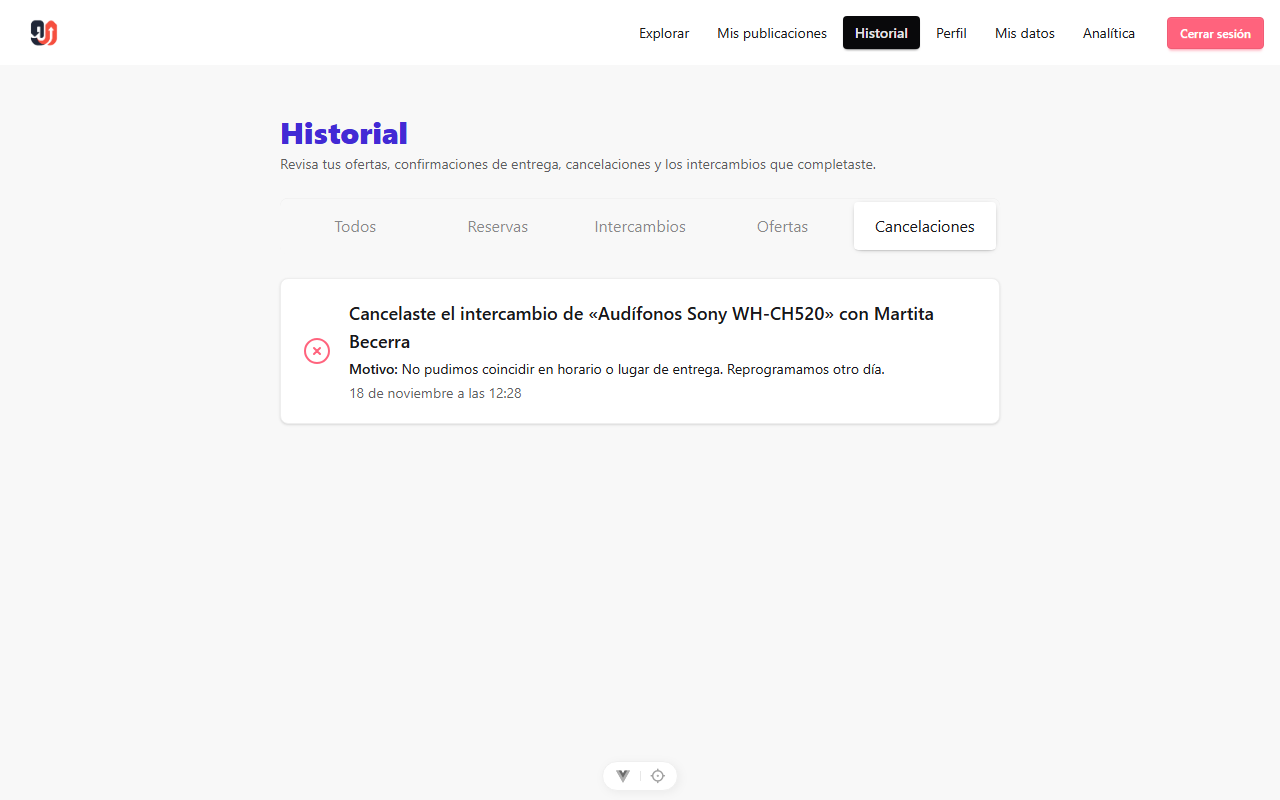 Explorar Mis publicaciones Historial Perfil Mis datos Analítica Cerrar sesión
Historial
Revisa tus ofertas, confirmaciones de entrega, cancelaciones y los intercambios que completaste.
Todos Reservas Intercambios Ofertas Cancelaciones
Cancelaste el intercambio de «Audífonos Sony WH-CH520» con Martita
Becerra
Motivo: No pudimos coincidir en horario o lugar de entrega. Reprogramamos otro día.
18 de noviembre a las 12:28